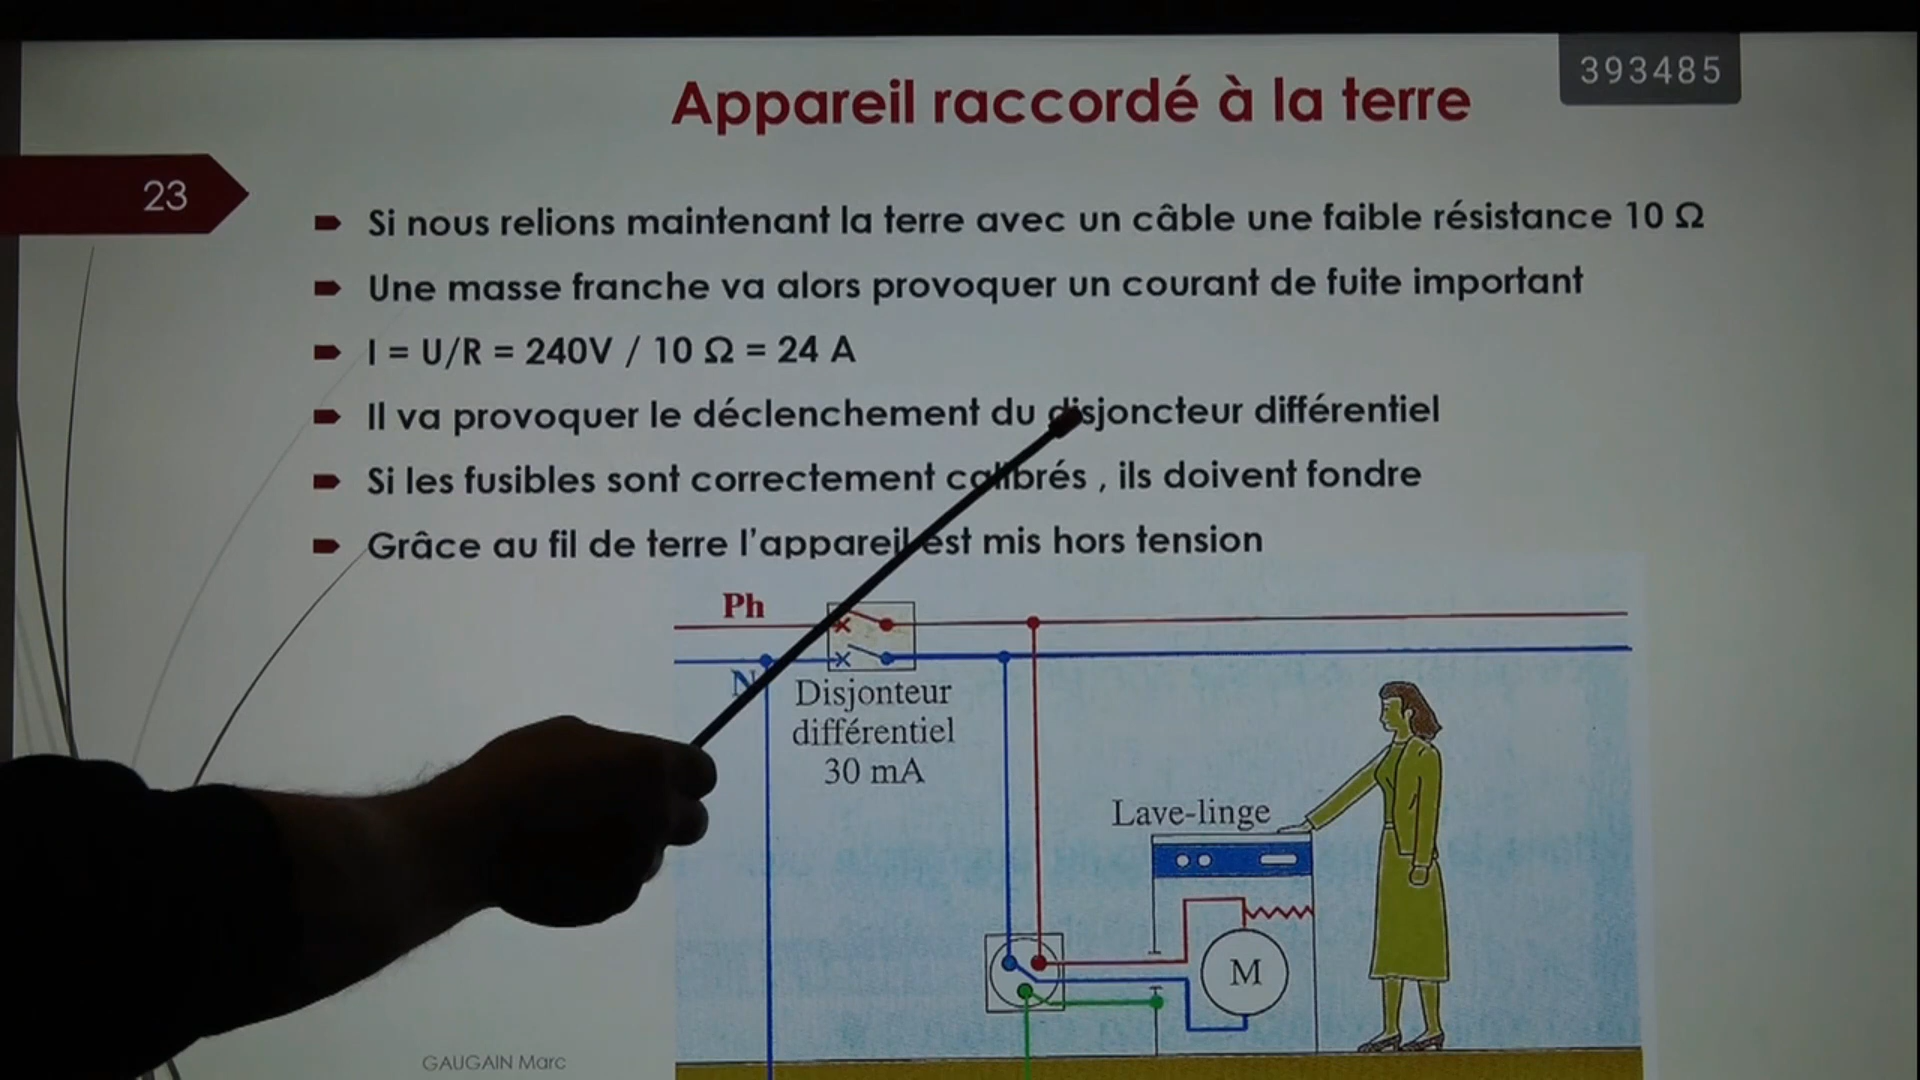 393485
Appareil raccordé à la terre
23
Si nous relions maintenant la terre avec un câble une faible résistance 10 Ω
Une masse franche va alors provoquer un courant de fuite important
I = U/R = 240V / 10 Ω = 24 A
Il va provoquer le déclenchement du disjoncteur différentiel
Si les fusibles sont correctement calibrés , ils doivent fondre
Grâce au fil de terre l'appareil est mis hors tension
Ph
N
Disjonteur
différentiel
30 mA
Lave-linge
M
GAUGAIN Marc